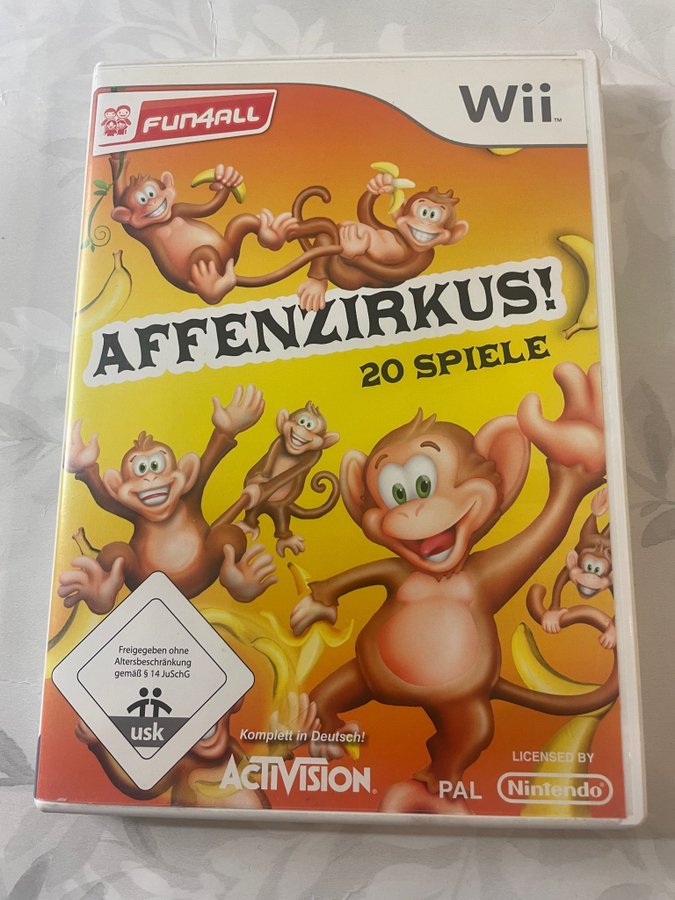 FUN4ALL
Wii™
AFFENZIRKUS!
20 SPIELE
Freigegeben ohne
Altersbeschränkung
gemäß § 14 JuSchG
usk
Komplett in Deutsch!
ACTIVISION®
PAL
LICENSED BY
Nintendo®